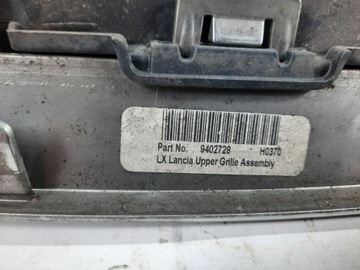 Part No. 9402728 H0370
LX Lancia Upper Grille Assembly